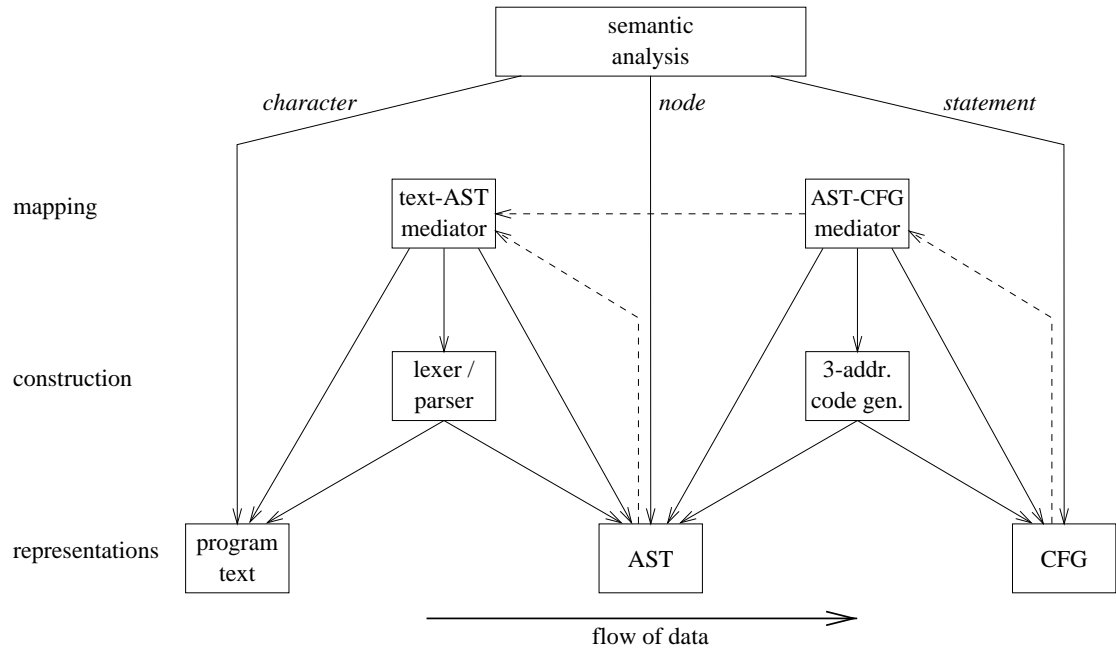 semantic
analysis
character
node
statement
mapping
text-AST
mediator
AST-CFG
mediator
construction
lexer /
parser
3-addr.
code gen.
representations
program
text
AST
CFG
flow of data